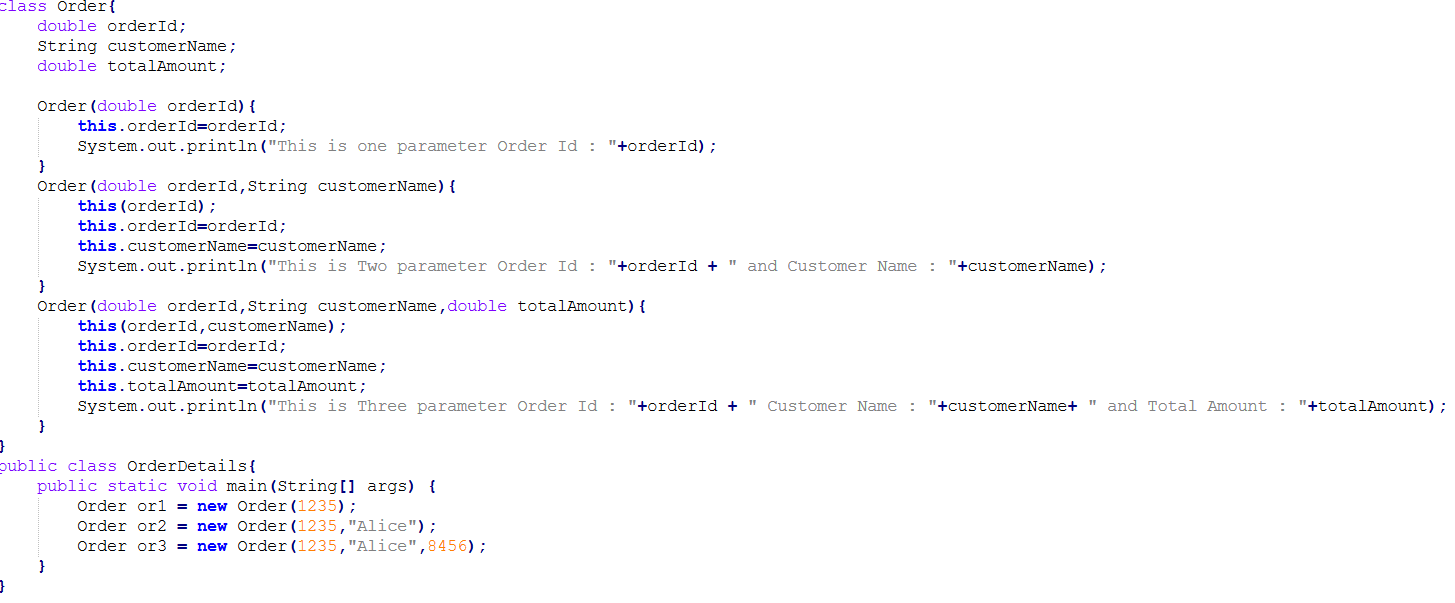 class Order{
    double orderId;
    String customerName;
    double totalAmount;

    Order(double orderId){
        this.orderId=orderId;
        System.out.println("This is one parameter Order Id : "+orderId);
    }
    Order(double orderId,String customerName){
        this(orderId);
        this.orderId=orderId;
        this.customerName=customerName;
        System.out.println("This is Two parameter Order Id : "+orderId + " and Customer Name : "+customerName);
    }
    Order(double orderId,String customerName,double totalAmount){
        this(orderId,customerName);
        this.orderId=orderId;
        this.customerName=customerName;
        this.totalAmount=totalAmount;
        System.out.println("This is Three parameter Order Id : "+orderId + " Customer Name : "+customerName+ " and Total Amount : "+totalAmount);
    }
}
public class OrderDetails{
    public static void main(String[] args) {
        Order or1 = new Order(1235);
        Order or2 = new Order(1235,"Alice");
        Order or3 = new Order(1235,"Alice",8456);
    }
}